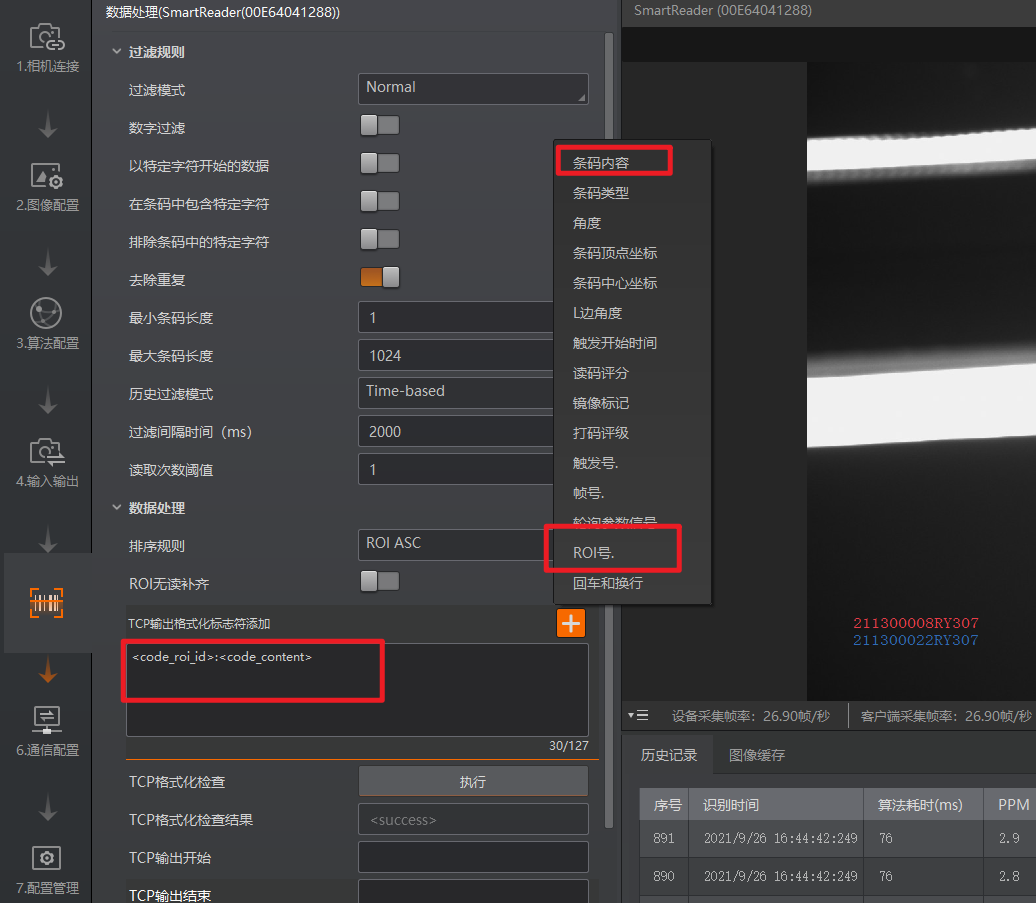 数据处理(SmartReader(00E64041288))
1.相机连接
2.图像配置
3.算法配置
4.输入输出
6.通信配置
7.配置管理
过滤规则
过滤模式
Normal
数字过滤
以特定字符开始的数据
在条码中包含特定字符
排除条码中的特定字符
去除重复
最小条码长度
1
最大条码长度
1024
历史过滤模式
Time-based
过滤间隔时间（ms）
2000
读取次数阈值
1
数据处理
排序规则
ROI ASC
ROI无读补齐
TCP输出格式化标志符添加
<code_roi_id>:<code_content>
30/127
TCP格式化检查
执行
TCP格式化检查结果
<success>
TCP输出开始
TCP输出结束
条码内容
条码类型
角度
条码顶点坐标
条码中心坐标
L边角度
触发开始时间
读码评分
镜像标记
打码评级
触发号.
帧号.
轮询参数信号
ROI号.
回车和换行
SmartReader (00E64041288)
211300008RY307
211300022RY307
设备采集帧率：26.90帧/秒
客户端采集帧率：26.90帧/秒
历史记录
图像缓存
序号 识别时间 算法耗时(ms) PPM
891 2021/9/26 16:44:42:249 76 2.9
890 2021/9/26 16:44:42:249 76 2.8